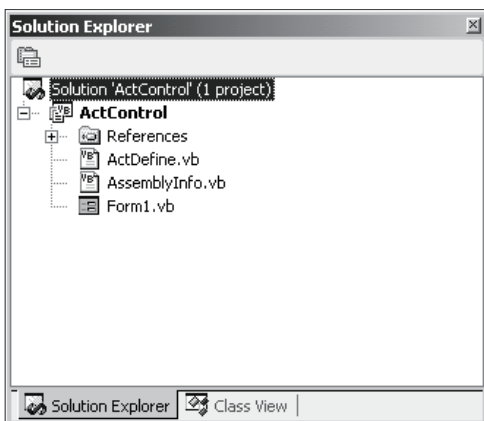 Solution Explorer
Solution 'ActControl' (1 project)
ActControl
References
ActDefine.vb
AssemblyInfo.vb
Form1.vb
Solution Explorer
Class View